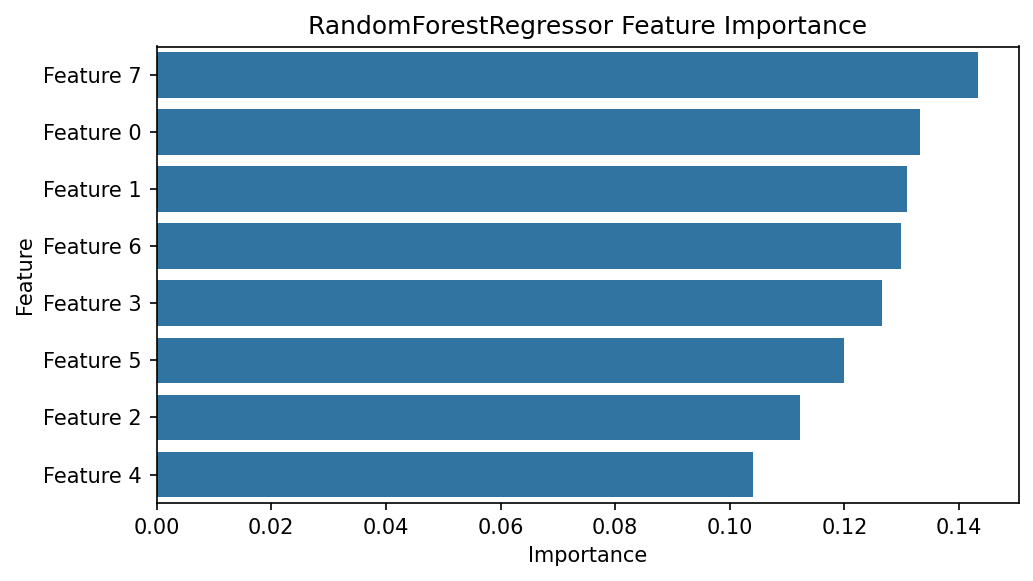 RandomForestRegressor Feature Importance
Feature
Feature 7
Feature 0
Feature 1
Feature 6
Feature 3
Feature 5
Feature 2
Feature 4
0.00 0.02 0.04 0.06 0.08 0.10 0.12 0.14
Importance